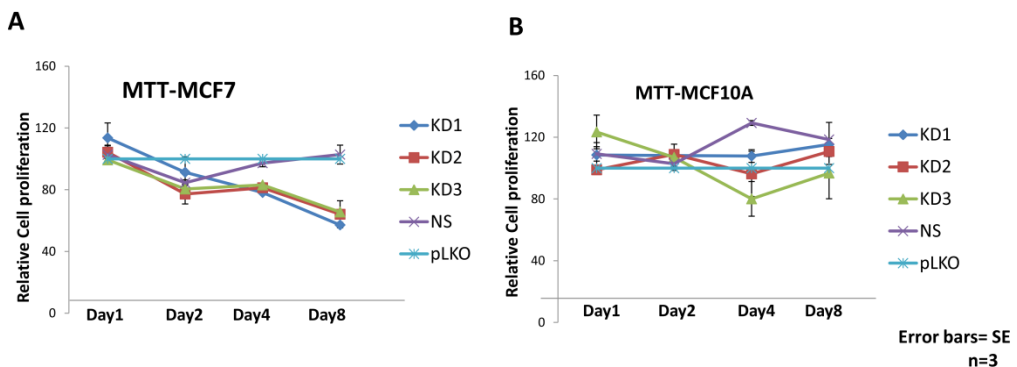 A
MTT-MCF7
Relative Cell proliferation
160
120
80
40
0
Day1 Day2 Day4 Day8
KD1
KD2
KD3
NS
pLKO
B
MTT-MCF10A
Relative Cell proliferation
160
120
80
40
0
Day1 Day2 Day4 Day8
KD1
KD2
KD3
NS
pLKO
Error bars= SE
n=3